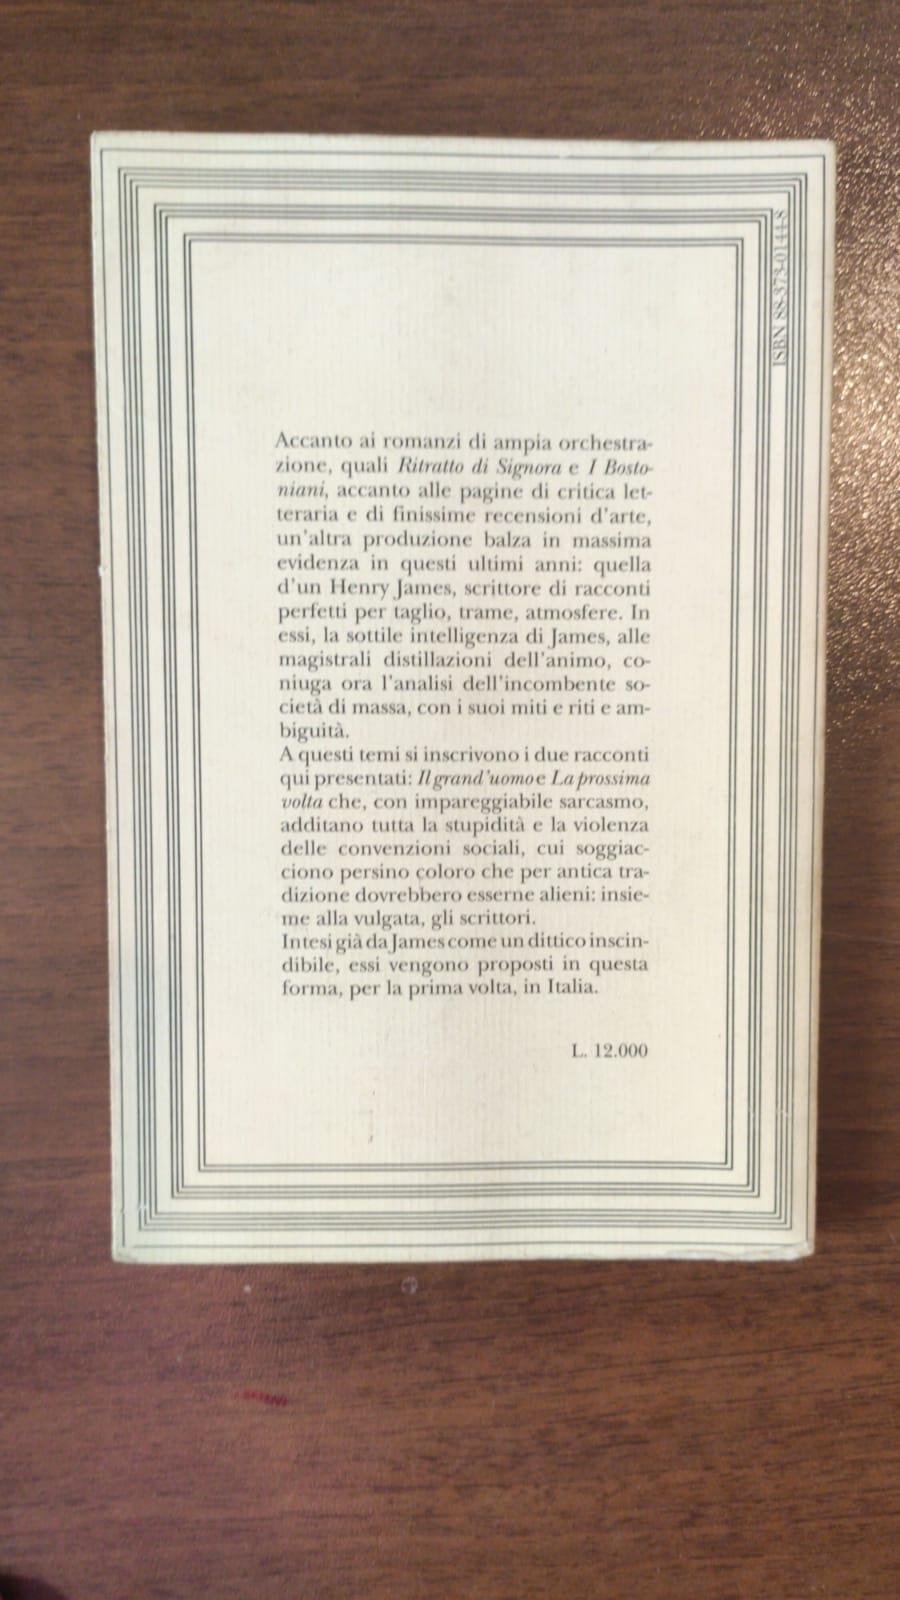 ISBN 88-373-0144-8
Accanto ai romanzi di ampia orchestra-
zione, quali Ritratto di Signora e I Bosto-
niani, accanto alle pagine di critica let-
teraria e di finissime recensioni d'arte,
un'altra produzione balza in massima
evidenza in questi ultimi anni: quella
d'un Henry James, scrittore di racconti
perfetti per taglio, trame, atmosfere. In
essi, la sottile intelligenza di James, alle
magistrali distillazioni dell'animo, co-
niuga ora l'analisi dell'incombente so-
cietà di massa, con i suoi miti e riti e am-
biguità.
A questi temi si inscrivono i due racconti
qui presentati: Il grand'uomo e La prossima
volta che, con impareggiabile sarcasmo,
additano tutta la stupidità e la violenza
delle convenzioni sociali, cui soggiac-
ciono persino coloro che per antica tra-
dizione dovrebbero esserne alieni: insie-
me alla vulgata, gli scrittori.
Intesi già da James come un dittico inscin-
dibile, essi vengono proposti in questa
forma, per la prima volta, in Italia.
L. 12.000